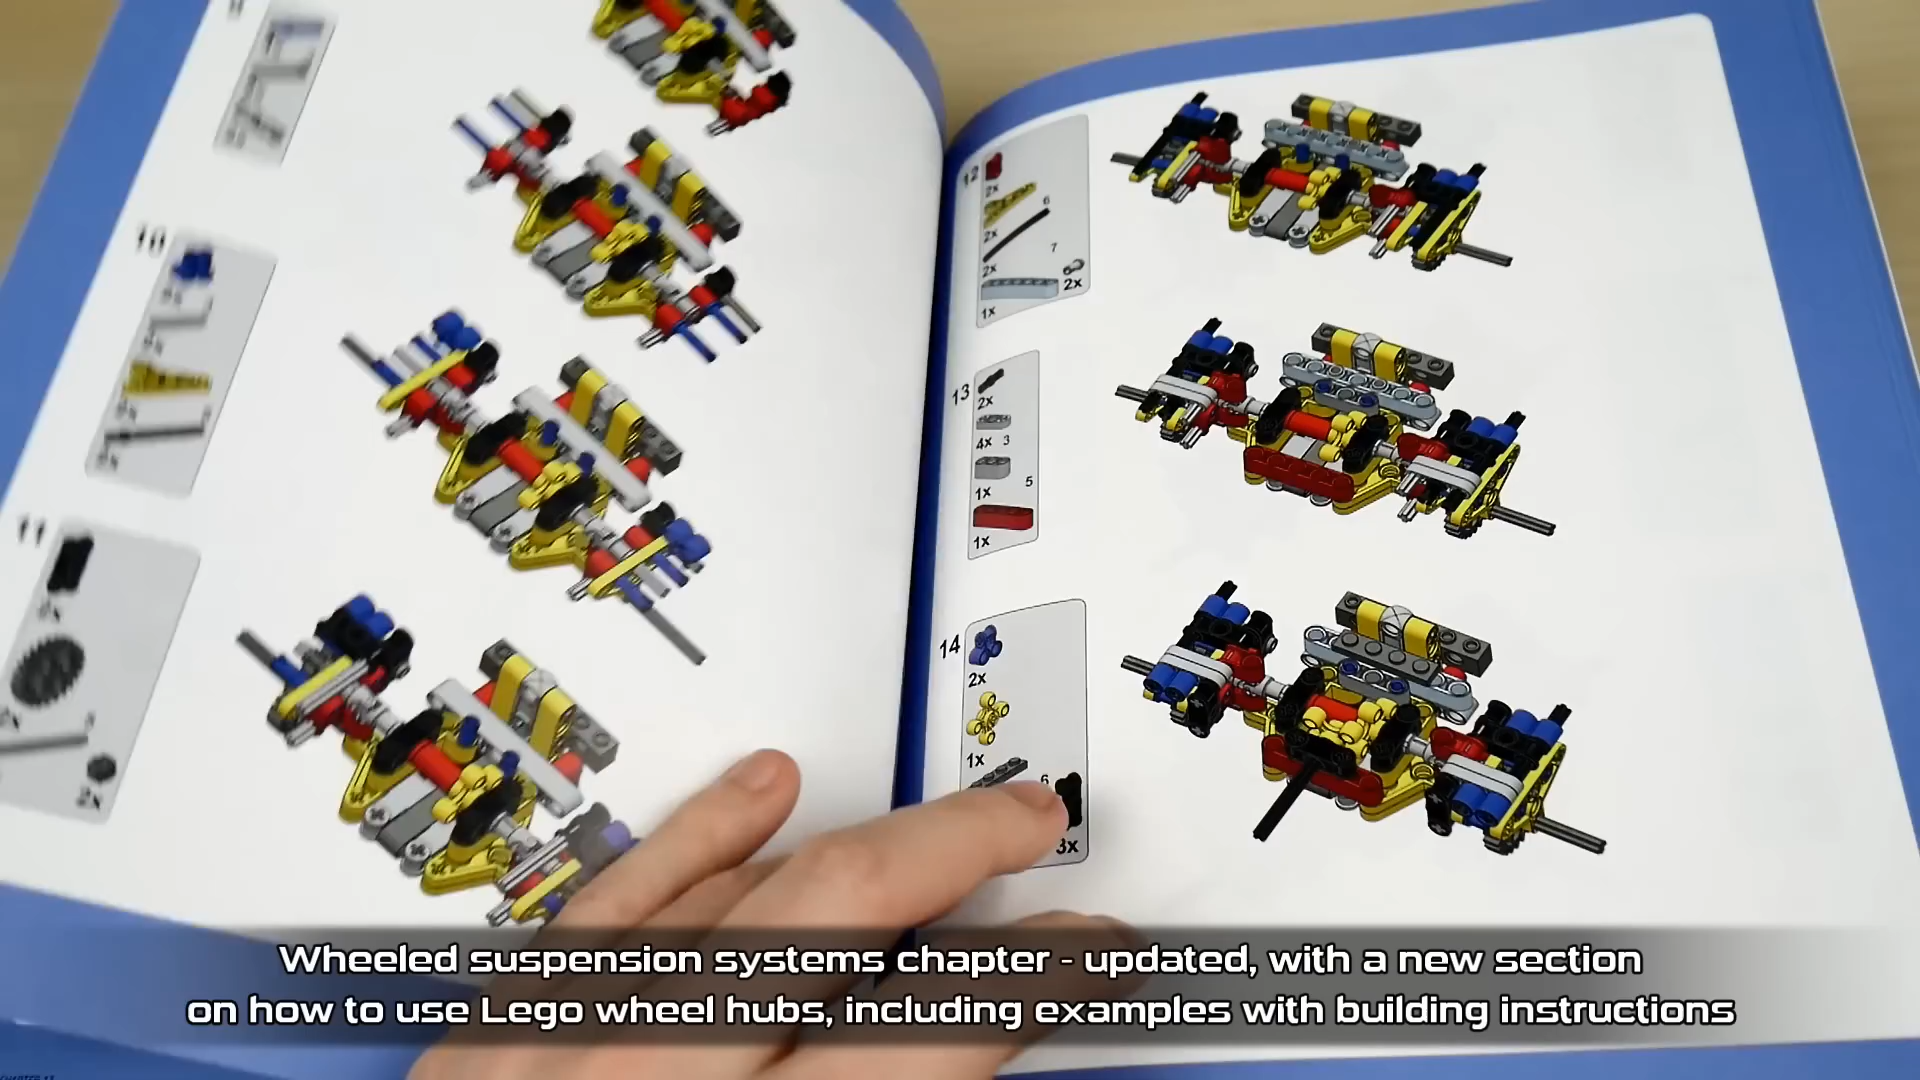 10
11
2x
12
2x
6
2x
7
2x
2x
1x
13
2x
4x 3
1x 5
1x
14
2x
1x
6
3x
Wheeled suspension systems chapter - updated, with a new section
on how to use Lego wheel hubs, including examples with building instructions